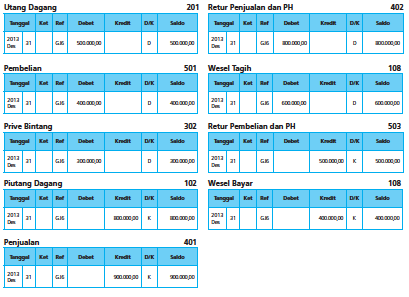 Utang Dagang 201
Tanggal Ket Ref Debet Kredit D/K Saldo
2013 Des 31 GJ6 500.000,00 D 500.000,00
Pembelian 501
Tanggal Ket Ref Debet Kredit D/K Saldo
2013 Des 31 GJ6 400.000,00 D 400.000,00
Prive Bintang 302
Tanggal Ket Ref Debet Kredit D/K Saldo
2013 Des 31 GJ6 300.000,00 D 300.000,00
Piutang Dagang 102
Tanggal Ket Ref Debet Kredit D/K Saldo
2013 Des 31 GJ6 800.000,00 K 800.000,00
Penjualan 401
Tanggal Ket Ref Debet Kredit D/K Saldo
2013 Des 31 GJ6 900.000,00 K 900.000,00
Retur Penjualan dan PH 402
Tanggal Ket Ref Debet Kredit D/K Saldo
2013 Des 31 GJ6 800.000,00 D 800.000,00
Wesel Tagih 108
Tanggal Ket Ref Debet Kredit D/K Saldo
2013 Des 31 GJ6 600.000,00 D 600.000,00
Retur Pembelian dan PH 503
Tanggal Ket Ref Debet Kredit D/K Saldo
2013 Des 31 GJ6 500.000,00 K 500.000,00
Wesel Bayar 108
Tanggal Ket Ref Debet Kredit D/K Saldo
2013 Des 31 GJ6 400.000,00 K 400.000,00